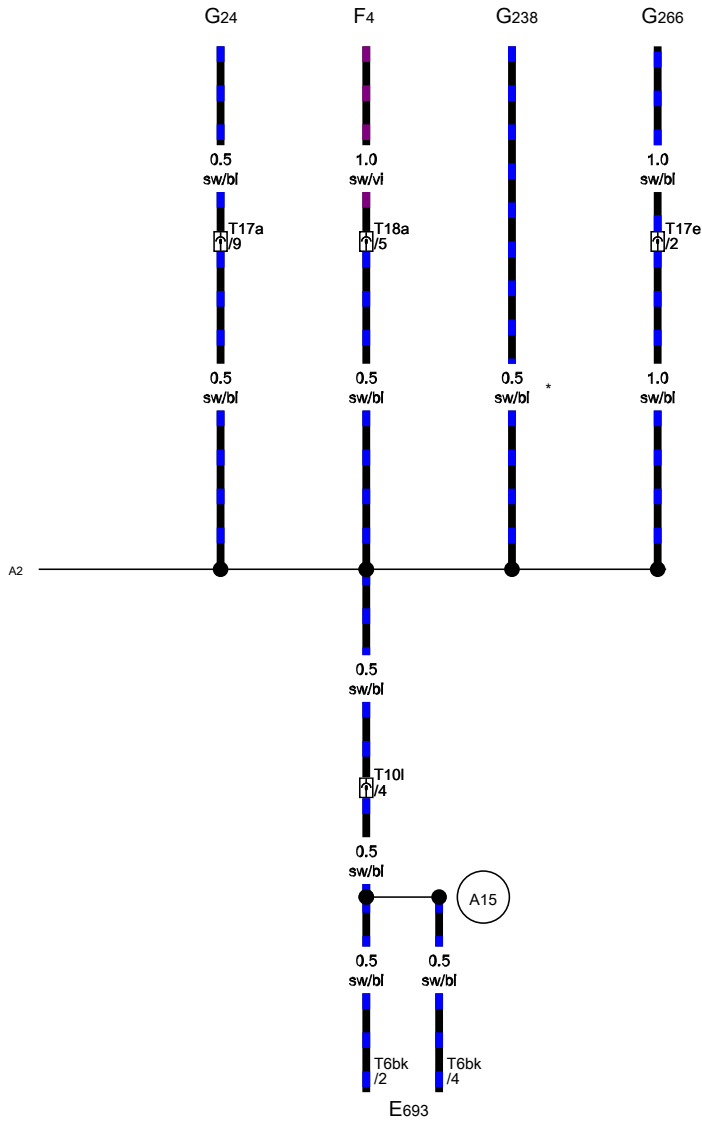 G24 F4 G238 G266
0.5 1.0 1.0
sw/bl sw/vi sw/bl
T17a T18a T17e
/9 /5 /2
0.5 0.5 0.5 * 1.0
sw/bl sw/bl sw/bl sw/bl
A2
0.5
sw/bl
T10l
/4
0.5
sw/bl
A15
0.5 0.5
sw/bl sw/bl
T6bk T6bk
/2 /4
E693